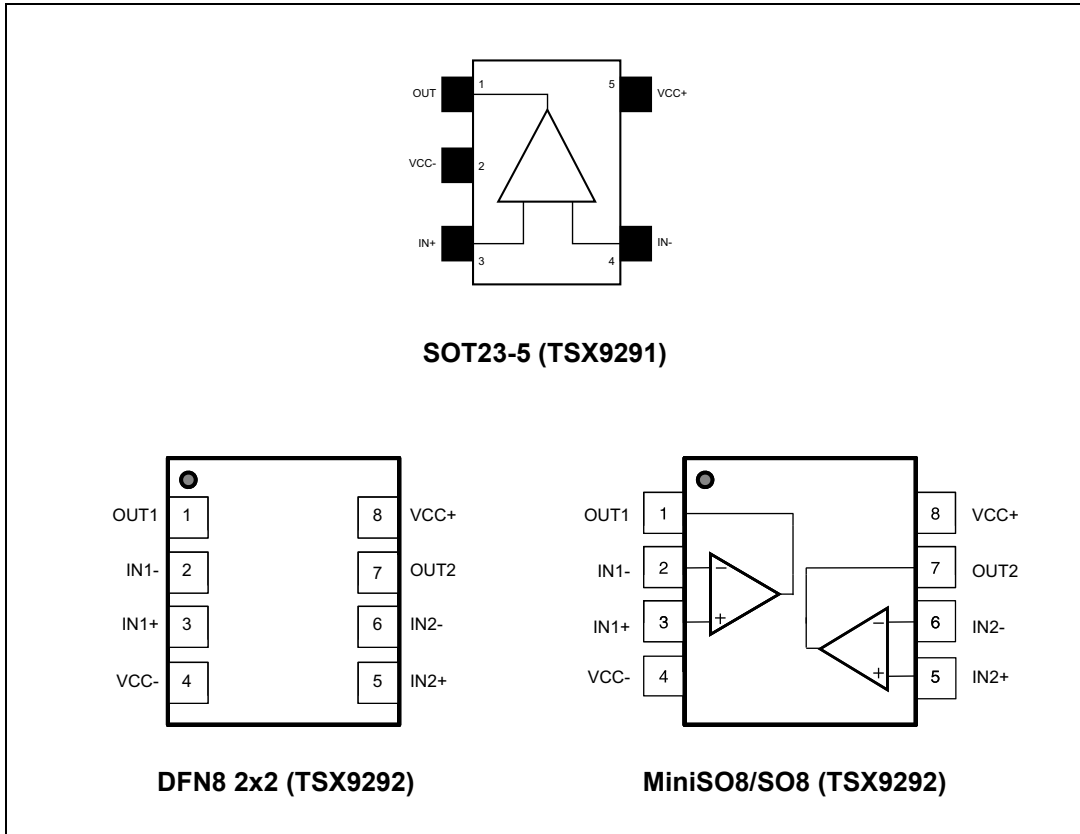 OUT 1 5 VCC+
VCC- 2
IN+ 3 4 IN-
SOT23-5 (TSX9291)
OUT1 1 8 VCC+
IN1- 2 7 OUT2
IN1+ 3 6 IN2-
VCC- 4 5 IN2+
DFN8 2x2 (TSX9292)
OUT1 1 8 VCC+
IN1- 2 − 7 OUT2
IN1+ 3 + − 6 IN2-
VCC- 4 + 5 IN2+
MiniSO8/SO8 (TSX9292)